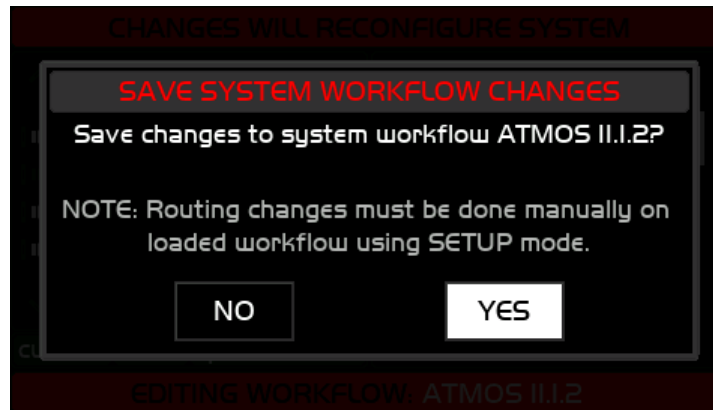 CHANGES WILL RECONFIGURE SYSTEM
SAVE SYSTEM WORKFLOW CHANGES
Save changes to system workflow ATMOS 11.1.2?
NOTE: Routing changes must be done manually on
loaded workflow using SETUP mode.
NO
YES
EDITING WORKFLOW: ATMOS 11.1.2